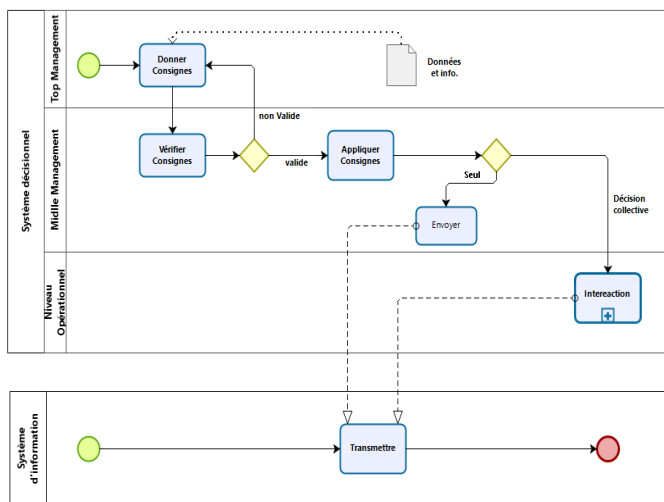 Système décisionnel
Top Management
Donner
Consignes
Données
et info.
non Valide
Midlle Management
Vérifier
Consignes
valide
Appliquer
Consignes
Seul
Envoyer
Décision
collective
Niveau
Opérationnel
Intereaction
Système
d'information
Transmettre